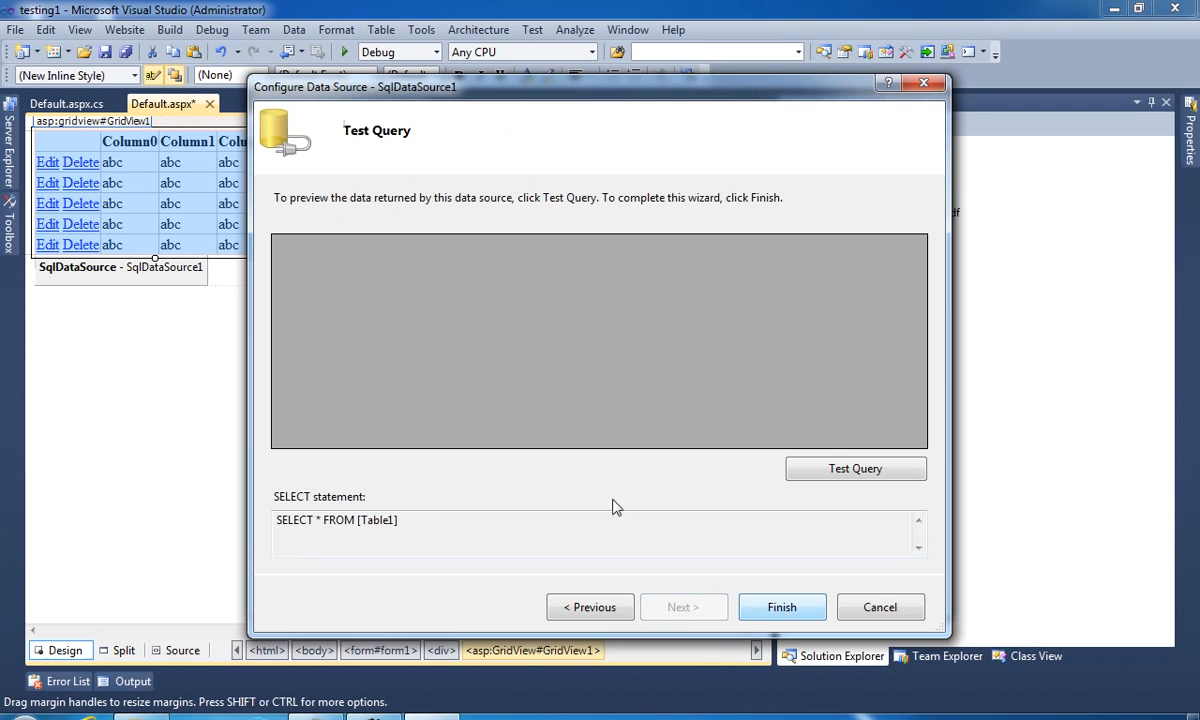 testing1 - Microsoft Visual Studio (Administrator)
File Edit View Website Build Debug Team Data Format Table Tools Architecture Test Analyze Window Help
Debug Any CPU
(New Inline Style) (None)
Default.aspx.cs Default.aspx*
asp:gridview#GridView1
Column0 Column1
Edit Delete abc abc abc
Edit Delete abc abc abc
Edit Delete abc abc abc
Edit Delete abc abc abc
Edit Delete abc abc abc
SqlDataSource - SqlDataSource1
Server Explorer
Toolbox
Properties
Configure Data Source - SqlDataSource1
?
Test Query
To preview the data returned by this data source, click Test Query. To complete this wizard, click Finish.
Test Query
SELECT statement:
SELECT * FROM [Table1]
< Previous Next > Finish Cancel
Design Split Source <html> <body> <form#form1> <div> <asp:GridView#GridView1>
Solution Explorer Team Explorer Class View
Error List Output
Drag margin handles to resize margins. Press SHIFT or CTRL for more options.